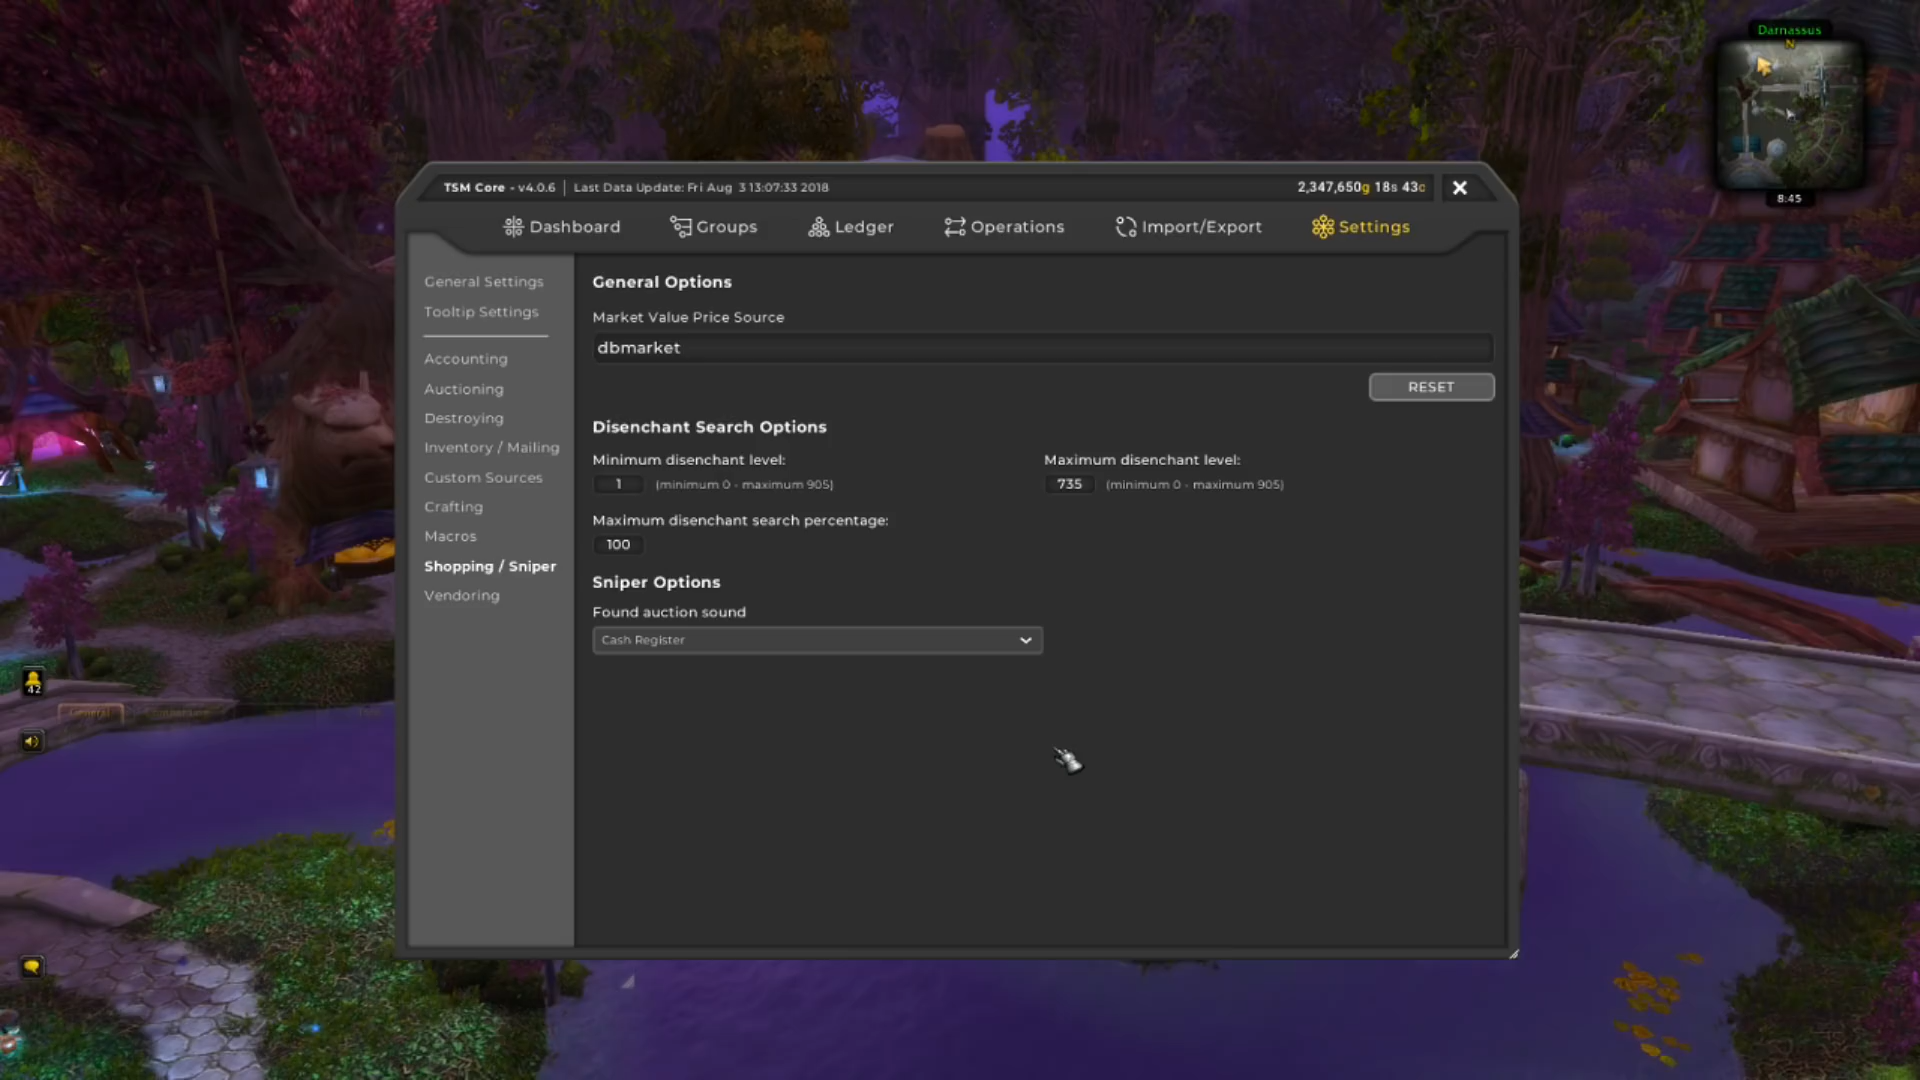 Darnassus
N
8:45
TSM Core - v4.0.6 | Last Data Update: Fri Aug 3 13:07:33 2018
2,347,650g 18s 43c
Dashboard
Groups
Ledger
Operations
Import/Export
Settings
General Settings
Tooltip Settings
Accounting
Auctioning
Destroying
Inventory / Mailing
Custom Sources
Crafting
Macros
Shopping / Sniper
Vendoring
General Options
Market Value Price Source
dbmarket
RESET
Disenchant Search Options
Minimum disenchant level:
1 (minimum 0 - maximum 905)
Maximum disenchant level:
735 (minimum 0 - maximum 905)
Maximum disenchant search percentage:
100
Sniper Options
Found auction sound
Cash Register
42
General